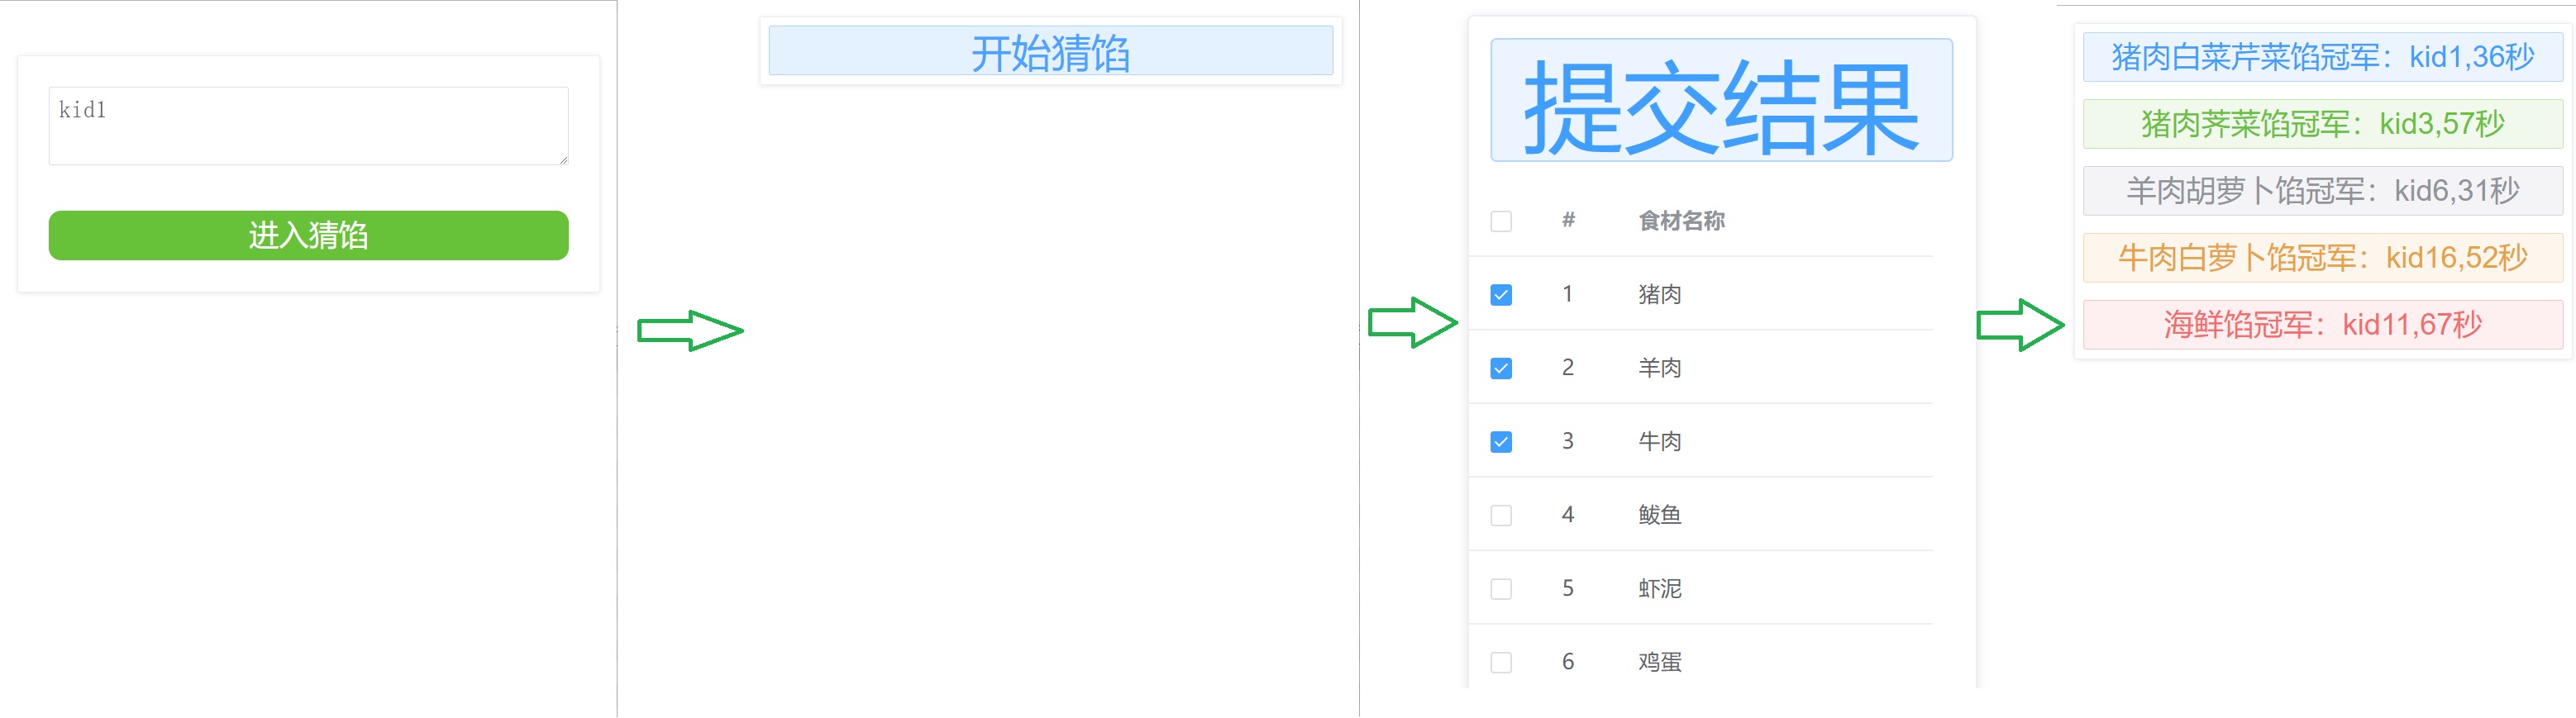 kid1
进入猜馅
开始猜馅
提交结果
# 食材名称
1 猪肉
2 羊肉
3 牛肉
4 鲅鱼
5 虾泥
6 鸡蛋
猪肉白菜芹菜馅冠军：kid1,36秒
猪肉荠菜馅冠军：kid3,57秒
羊肉胡萝卜馅冠军：kid6,31秒
牛肉白萝卜馅冠军：kid16,52秒
海鲜馅冠军：kid11,67秒